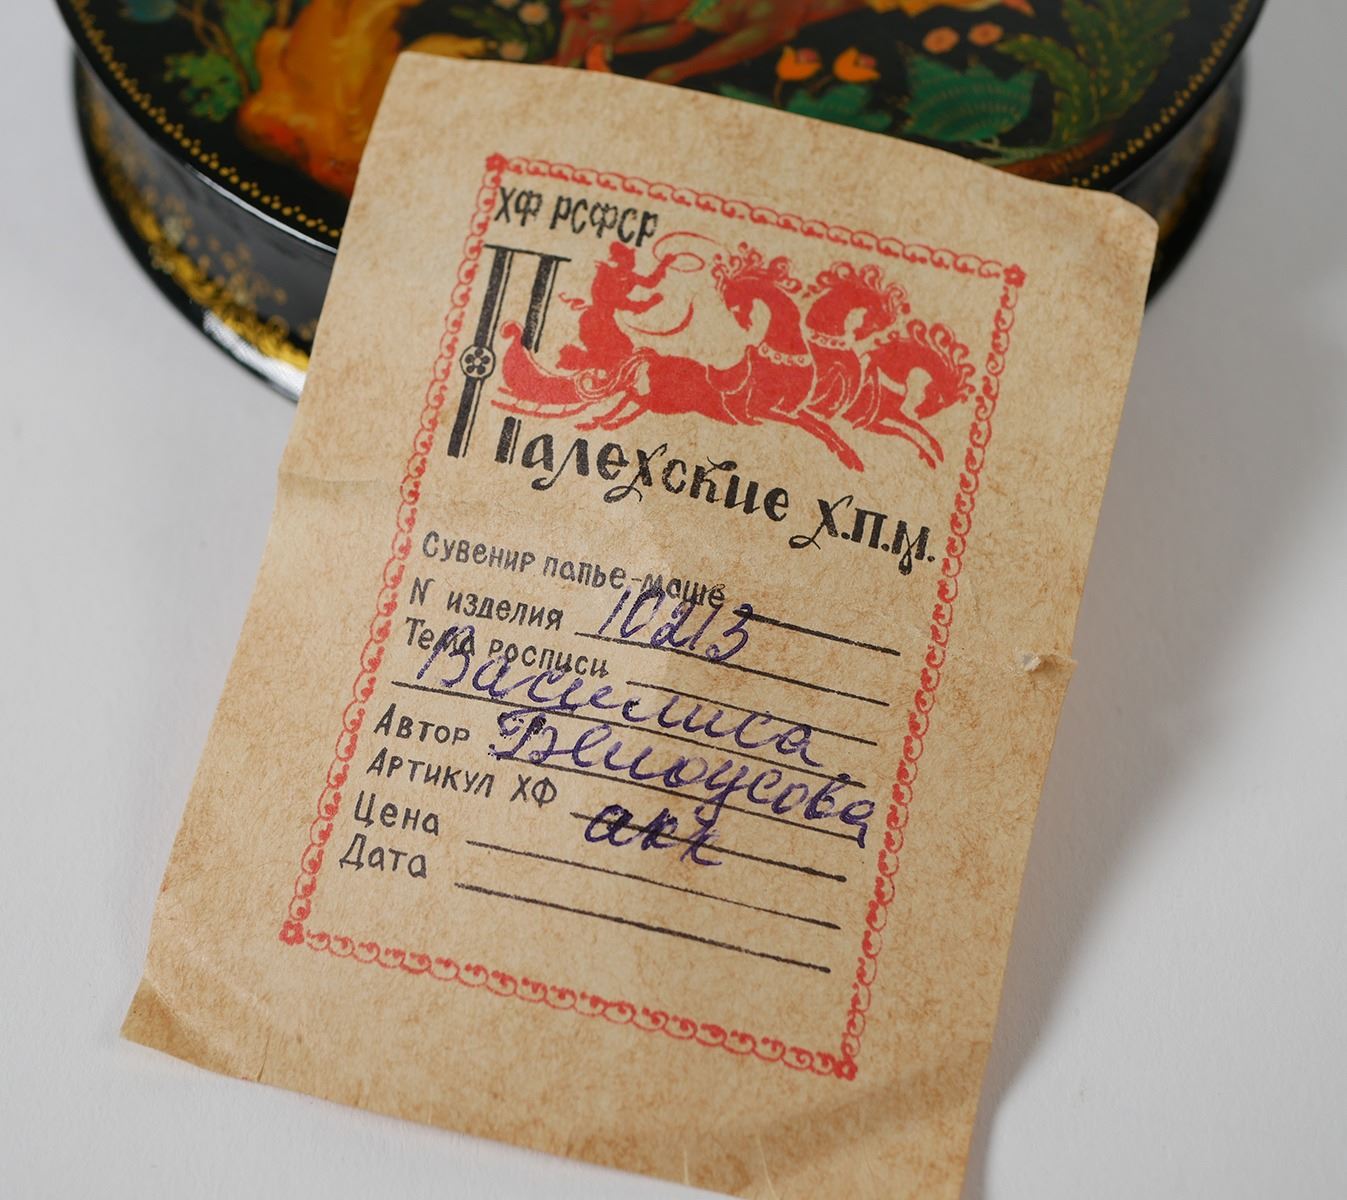 ХФ РСФСР
Палехские Х.П.М.
Сувенир папье-маше
N изделия 10213
Тема росписи
Василиса
Автор Белоусова
Артикул ХФ
Цена
Дата